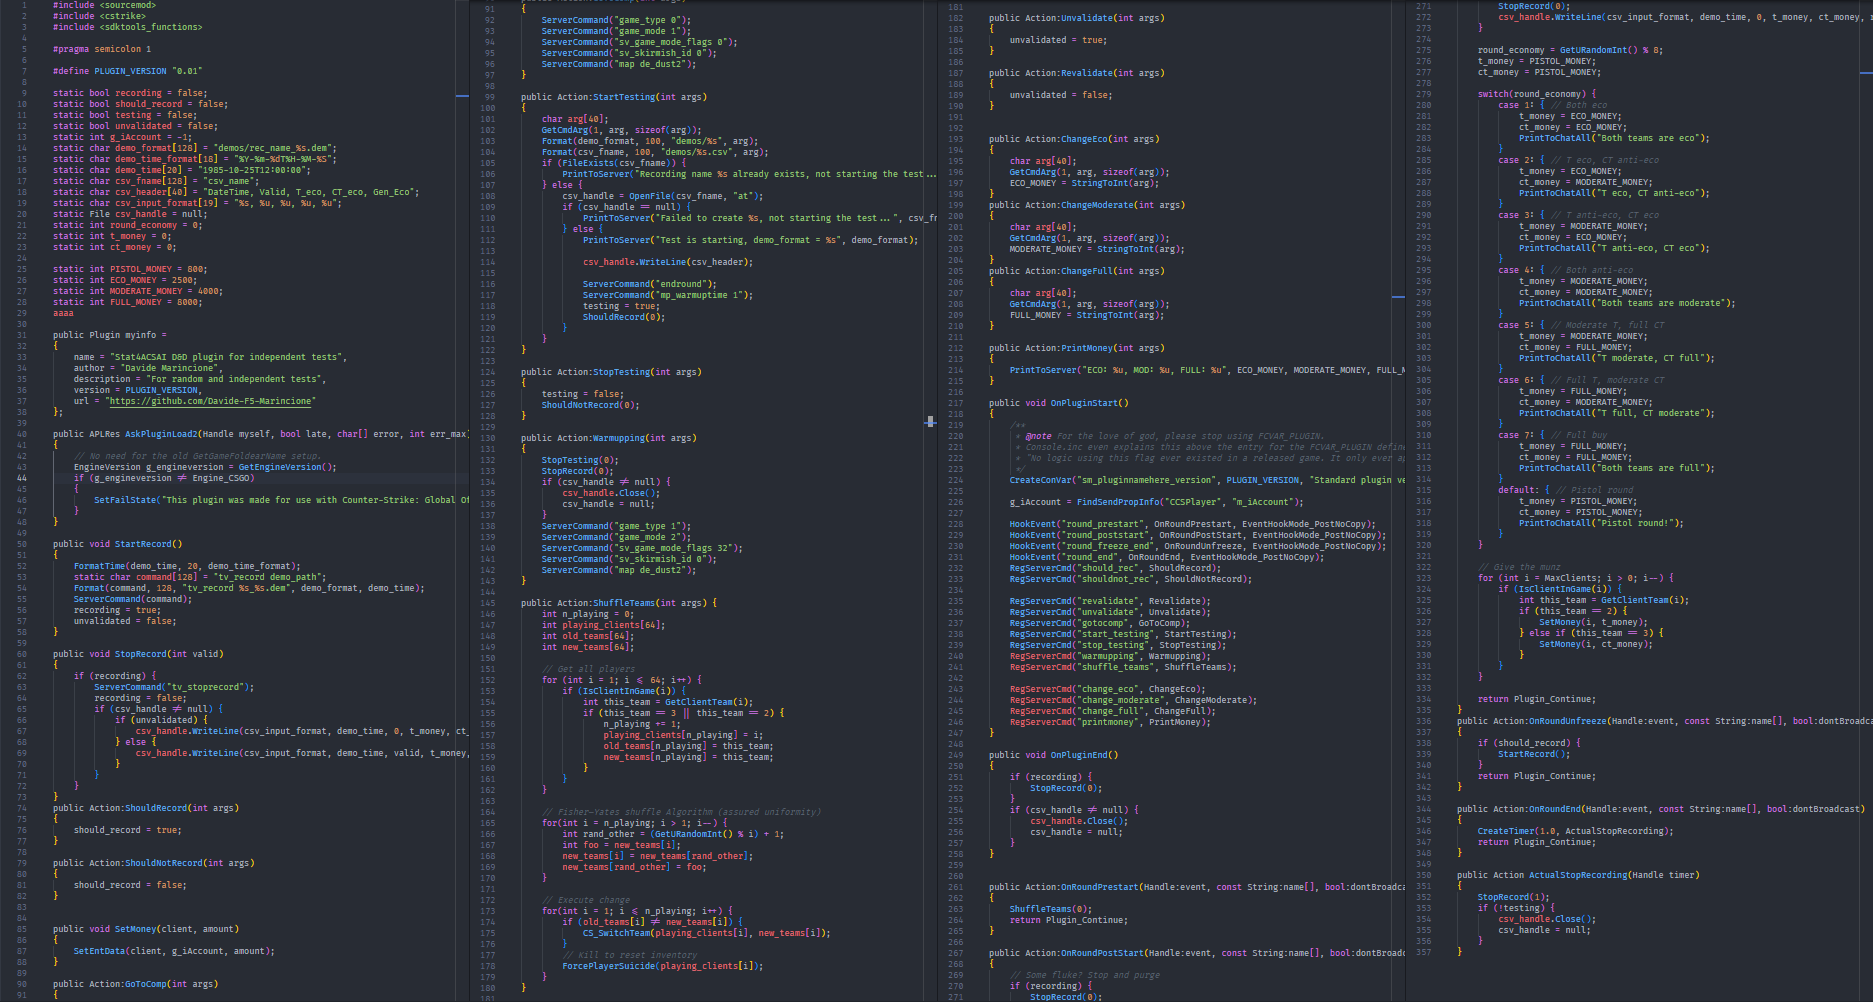 1 #include <sourcemod>
2 #include <cstrike>
3 #include <sdktools_functions>
4
5 #pragma semicolon 1
6
7 #define PLUGIN_VERSION "0.01"
8
9 static bool recording = false;
10 static bool should_record = false;
11 static bool testing = false;
12 static bool unvalidated = false;
13 static int g_iAccount = -1;
14 static char demo_format[128] = "demos/rec_name_%s.dem";
15 static char demo_time_format[18] = "%Y-%m-%dT%H-%M-%S";
16 static char demo_time[20] = "1985-10-25T12:00:00";
17 static char csv_fname[128] = "csv_name";
18 static char csv_header[40] = "DateTime, Valid, T_eco, CT_eco, Gen_Eco";
19 static char csv_input_format[19] = "%s, %u, %u, %u, %u";
20 static File csv_handle = null;
21 static int round_economy = 0;
22 static int t_money = 0;
23 static int ct_money = 0;
24
25 static int PISTOL_MONEY = 800;
26 static int ECO_MONEY = 2500;
27 static int MODERATE_MONEY = 4000;
28 static int FULL_MONEY = 8000;
29 aaaa
30
31 public Plugin myinfo =
32 {
33 name = "Stat4ACSAI D&D plugin for independent tests",
34 author = "Davide Marincione",
35 description = "For random and independent tests",
36 version = PLUGIN_VERSION,
37 url = "https://github.com/Davide-F5-Marincione"
38 };
39
40 public APLRes AskPluginLoad2(Handle myself, bool late, char[] error, int err_max
41 {
42 // No need for the old GetGameFoldearName setup.
43 EngineVersion g_engineversion = GetEngineVersion();
44 if (g_engineversion ≠ Engine_CSGO)
45 {
46 SetFailState("This plugin was made for use with Counter-Strike: Global Of
47 }
48 }
49
50 public void StartRecord()
51 {
52 FormatTime(demo_time, 20, demo_time_format);
53 static char command[128] = "tv_record demo_path";
54 Format(command, 128, "tv_record %s_%s.dem", demo_format, demo_time);
55 ServerCommand(command);
56 recording = true;
57 unvalidated = false;
58 }
59
60 public void StopRecord(int valid)
61 {
62 if (recording) {
63 ServerCommand("tv_stoprecord");
64 recording = false;
65 if (csv_handle ≠ null) {
66 if (unvalidated) {
67 csv_handle.WriteLine(csv_input_format, demo_time, 0, t_money, ct_
68 } else {
69 csv_handle.WriteLine(csv_input_format, demo_time, valid, t_money,
70 }
71 }
72 }
73 }
74 public Action:ShouldRecord(int args)
75 {
76 should_record = true;
77 }
78
79 public Action:ShouldNotRecord(int args)
80 {
81 should_record = false;
82 }
83
84
85 public void SetMoney(client, amount)
86 {
87 SetEntData(client, g_iAccount, amount);
88 }
89
90 public Action:GoToComp(int args)
91 {
91 {
92 ServerCommand("game_type 0");
93 ServerCommand("game_mode 1");
94 ServerCommand("sv_game_mode_flags 0");
95 ServerCommand("sv_skirmish_id 0");
96 ServerCommand("map de_dust2");
97 }
98
99 public Action:StartTesting(int args)
100 {
101 char arg[40];
102 GetCmdArg(1, arg, sizeof(arg));
103 Format(demo_format, 100, "demos/%s", arg);
104 Format(csv_fname, 100, "demos/%s.csv", arg);
105 if (FileExists(csv_fname)) {
106 PrintToServer("Recording name %s already exists, not starting the test...
107 } else {
108 csv_handle = OpenFile(csv_fname, "at");
109 if (csv_handle == null) {
110 PrintToServer("Failed to create %s, not starting the test...", csv_fr
111 } else {
112 PrintToServer("Test is starting, demo_format = %s", demo_format);
113
114 csv_handle.WriteLine(csv_header);
115
116 ServerCommand("endround");
117 ServerCommand("mp_warmuptime 1");
118 testing = true;
119 ShouldRecord(0);
120 }
121 }
122 }
123
124 public Action:StopTesting(int args)
125 {
126 testing = false;
127 ShouldNotRecord(0);
128 }
129
130 public Action:Warmupping(int args)
131 {
132 StopTesting(0);
133 StopRecord(0);
134 if (csv_handle ≠ null) {
135 csv_handle.Close();
136 csv_handle = null;
137 }
138 ServerCommand("game_type 1");
139 ServerCommand("game_mode 2");
140 ServerCommand("sv_game_mode_flags 32");
141 ServerCommand("sv_skirmish_id 0");
142 ServerCommand("map de_dust2");
143 }
144
145 public Action:ShuffleTeams(int args) {
146 int n_playing = 0;
147 int playing_clients[64];
148 int old_teams[64];
149 int new_teams[64];
150
151 // Get all players
152 for (int i = 1; i ⩽ 64; i++) {
153 if (IsClientInGame(i)) {
154 int this_team = GetClientTeam(i);
155 if (this_team == 3 || this_team == 2) {
156 n_playing += 1;
157 playing_clients[n_playing] = i;
158 old_teams[n_playing] = this_team;
159 new_teams[n_playing] = this_team;
160 }
161 }
162 }
163
164 // Fisher-Yates shuffle Algorithm (assured uniformity)
165 for(int i = n_playing; i > 1; i--) {
166 int rand_other = (GetURandomInt() % i) + 1;
167 int foo = new_teams[i];
168 new_teams[i] = new_teams[rand_other];
169 new_teams[rand_other] = foo;
170 }
171
172 // Execute change
173 for(int i = 1; i ⩽ n_playing; i++) {
174 if (old_teams[i] ≠ new_teams[i]) {
175 CS_SwitchTeam(playing_clients[i], new_teams[i]);
176 }
177 // Kill to reset inventory
178 ForcePlayerSuicide(playing_clients[i]);
179 }
180 }
181
181
182 public Action:Unvalidate(int args)
183 {
184 unvalidated = true;
185 }
186
187 public Action:Revalidate(int args)
188 {
189 unvalidated = false;
190 }
191
192
193 public Action:ChangeEco(int args)
194 {
195 char arg[40];
196 GetCmdArg(1, arg, sizeof(arg));
197 ECO_MONEY = StringToInt(arg);
198 }
199 public Action:ChangeModerate(int args)
200 {
201 char arg[40];
202 GetCmdArg(1, arg, sizeof(arg));
203 MODERATE_MONEY = StringToInt(arg);
204 }
205 public Action:ChangeFull(int args)
206 {
207 char arg[40];
208 GetCmdArg(1, arg, sizeof(arg));
209 FULL_MONEY = StringToInt(arg);
210 }
211
212 public Action:PrintMoney(int args)
213 {
214 PrintToServer("ECO: %u, MOD: %u, FULL: %u", ECO_MONEY, MODERATE_MONEY, FULL_M
215 }
216
217 public void OnPluginStart()
218 {
219 /**
220 * @note For the love of god, please stop using FCVAR_PLUGIN.
221 * Console.inc even explains this above the entry for the FCVAR_PLUGIN define
222 * "No logic using this flag ever existed in a released game. It only ever ap
223 */
224 CreateConVar("sm_pluginnamehere_version", PLUGIN_VERSION, "Standard plugin ve
225
226 g_iAccount = FindSendPropInfo("CCSPlayer", "m_iAccount");
227
228 HookEvent("round_prestart", OnRoundPrestart, EventHookMode_PostNoCopy);
229 HookEvent("round_poststart", OnRoundPostStart, EventHookMode_PostNoCopy);
230 HookEvent("round_freeze_end", OnRoundUnfreeze, EventHookMode_PostNoCopy);
231 HookEvent("round_end", OnRoundEnd, EventHookMode_PostNoCopy);
232 RegServerCmd("should_rec", ShouldRecord);
233 RegServerCmd("shouldnot_rec", ShouldNotRecord);
234
235 RegServerCmd("revalidate", Revalidate);
236 RegServerCmd("unvalidate", Unvalidate);
237 RegServerCmd("gotocomp", GoToComp);
238 RegServerCmd("start_testing", StartTesting);
239 RegServerCmd("stop_testing", StopTesting);
240 RegServerCmd("warmupping", Warmupping);
241 RegServerCmd("shuffle_teams", ShuffleTeams);
242
243 RegServerCmd("change_eco", ChangeEco);
244 RegServerCmd("change_moderate", ChangeModerate);
245 RegServerCmd("change_full", ChangeFull);
246 RegServerCmd("printmoney", PrintMoney);
247 }
248
249 public void OnPluginEnd()
250 {
251 if (recording) {
252 StopRecord(0);
253 }
254 if (csv_handle ≠ null) {
255 csv_handle.Close();
256 csv_handle = null;
257 }
258 }
259
260
261 public Action:OnRoundPrestart(Handle:event, const String:name[], bool:dontBroadca
262 {
263 ShuffleTeams(0);
264 return Plugin_Continue;
265 }
266
267 public Action:OnRoundPostStart(Handle:event, const String:name[], bool:dontBroadc
268 {
269 // Some fluke? Stop and purge
270 if (recording) {
271 StopRecord(0);
271 StopRecord(0);
272 csv_handle.WriteLine(csv_input_format, demo_time, 0, t_money, ct_money,
273 }
274
275 round_economy = GetURandomInt() % 8;
276 t_money = PISTOL_MONEY;
277 ct_money = PISTOL_MONEY;
278
279 switch(round_economy) {
280 case 1: { // Both eco
281 t_money = ECO_MONEY;
282 ct_money = ECO_MONEY;
283 PrintToChatAll("Both teams are eco");
284 }
285 case 2: { // T eco, CT anti-eco
286 t_money = ECO_MONEY;
287 ct_money = MODERATE_MONEY;
288 PrintToChatAll("T eco, CT anti-eco");
289 }
290 case 3: { // T anti-eco, CT eco
291 t_money = MODERATE_MONEY;
292 ct_money = ECO_MONEY;
293 PrintToChatAll("T anti-eco, CT eco");
294 }
295 case 4: { // Both anti-eco
296 t_money = MODERATE_MONEY;
297 ct_money = MODERATE_MONEY;
298 PrintToChatAll("Both teams are moderate");
299 }
300 case 5: { // Moderate T, full CT
301 t_money = MODERATE_MONEY;
302 ct_money = FULL_MONEY;
303 PrintToChatAll("T moderate, CT full");
304 }
305 case 6: { // Full T, moderate CT
306 t_money = FULL_MONEY;
307 ct_money = MODERATE_MONEY;
308 PrintToChatAll("T full, CT moderate");
309 }
310 case 7: { // Full buy
311 t_money = FULL_MONEY;
312 ct_money = FULL_MONEY;
313 PrintToChatAll("Both teams are full");
314 }
315 default: { // Pistol round
316 t_money = PISTOL_MONEY;
317 ct_money = PISTOL_MONEY;
318 PrintToChatAll("Pistol round!");
319 }
320 }
321
322 // Give the munz
323 for (int i = MaxClients; i > 0; i--) {
324 if (IsClientInGame(i)) {
325 int this_team = GetClientTeam(i);
326 if (this_team == 2) {
327 SetMoney(i, t_money);
328 } else if (this_team == 3) {
329 SetMoney(i, ct_money);
330 }
331 }
332 }
333
334 return Plugin_Continue;
335 }
336 public Action:OnRoundUnfreeze(Handle:event, const String:name[], bool:dontBroadca
337 {
338 if (should_record) {
339 StartRecord();
340 }
341 return Plugin_Continue;
342 }
343
344 public Action:OnRoundEnd(Handle:event, const String:name[], bool:dontBroadcast)
345 {
346 CreateTimer(1.0, ActualStopRecording);
347 return Plugin_Continue;
348 }
349
350 public Action ActualStopRecording(Handle timer)
351 {
352 StopRecord(1);
353 if (!testing) {
354 csv_handle.Close();
355 csv_handle = null;
356 }
357 }